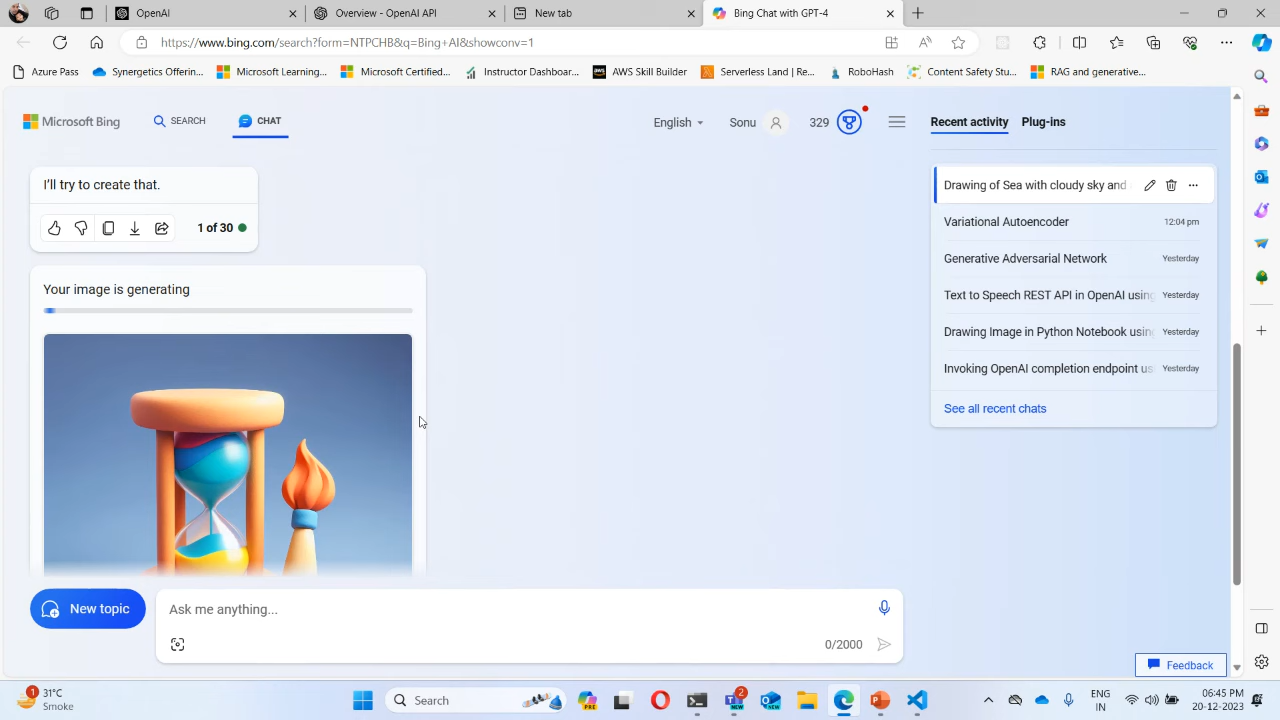 OpenAI
Overview - OpenAI API
New tab
Bing Chat with GPT-4
https://www.bing.com/search?form=NTPCHB&q=Bing+AI&showconv=1
Azure Pass
Synergetics Offerin...
Microsoft Learning...
Microsoft Certified...
Instructor Dashboar...
AWS Skill Builder
Serverless Land | Re...
RoboHash
Content Safety Stu...
RAG and generative...
Microsoft Bing
SEARCH
CHAT
English
Sonu
329
Recent activity
Plug-ins
I'll try to create that.
1 of 30
Your image is generating
Drawing of Sea with cloudy sky and
Variational Autoencoder
12:04 pm
Generative Adversarial Network
Yesterday
Text to Speech REST API in OpenAI using
Yesterday
Drawing Image in Python Notebook using
Yesterday
Invoking OpenAI completion endpoint us
Yesterday
See all recent chats
New topic
Ask me anything...
0/2000
Feedback
1
31°C
Smoke
Search
PRE
2
NEW
NEW
ENG
IN
06:45 PM
20-12-2023